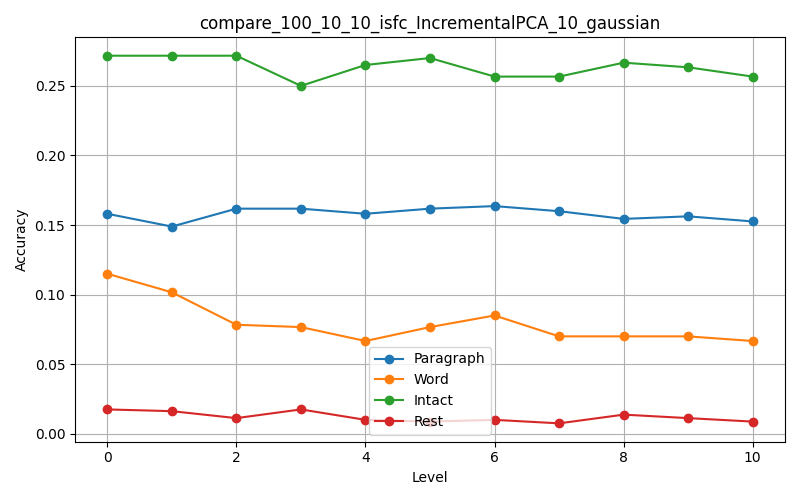 compare_100_10_10_isfc_IncrementalPCA_10_gaussian
Accuracy
0.25
0.20
0.15
0.10
0.05
0.00
Paragraph
Word
Intact
Rest
0 2 4 6 8 10
Level